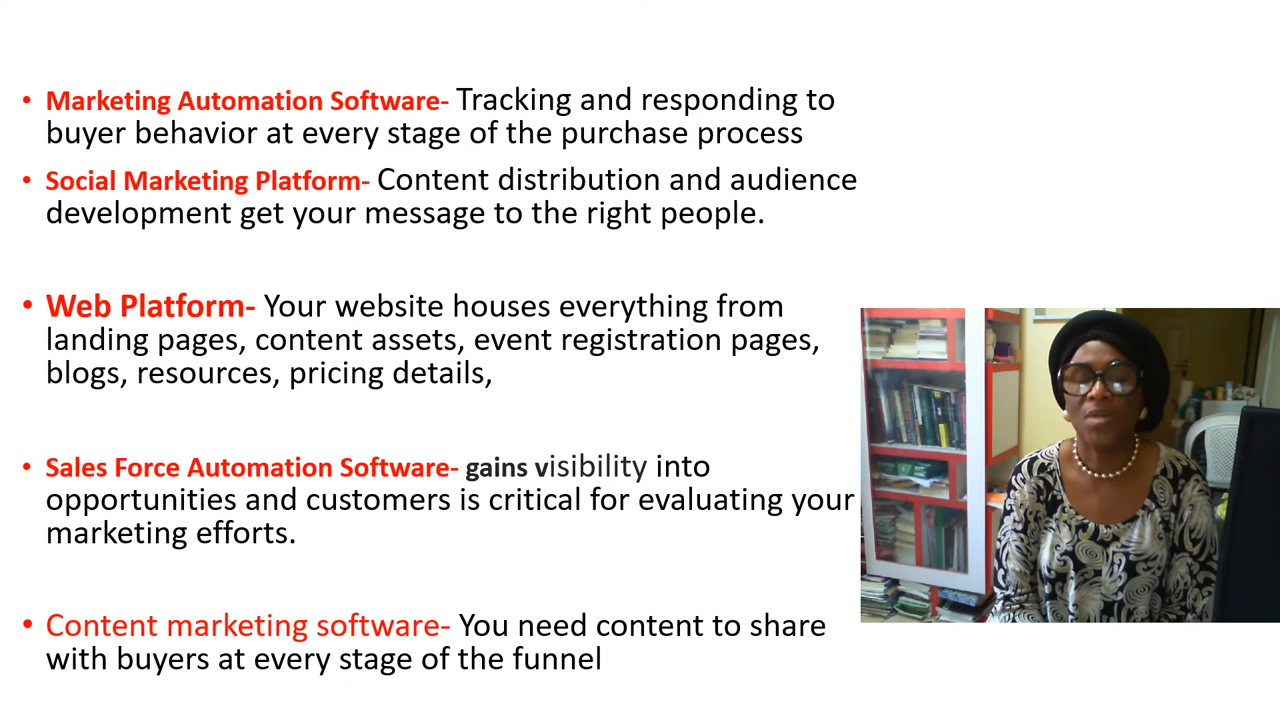 • Marketing Automation Software- Tracking and responding to
buyer behavior at every stage of the purchase process
• Social Marketing Platform- Content distribution and audience
development get your message to the right people.
• Web Platform- Your website houses everything from
landing pages, content assets, event registration pages,
blogs, resources, pricing details,
• Sales Force Automation Software- gains visibility into
opportunities and customers is critical for evaluating your
marketing efforts.
• Content marketing software- You need content to share
with buyers at every stage of the funnel